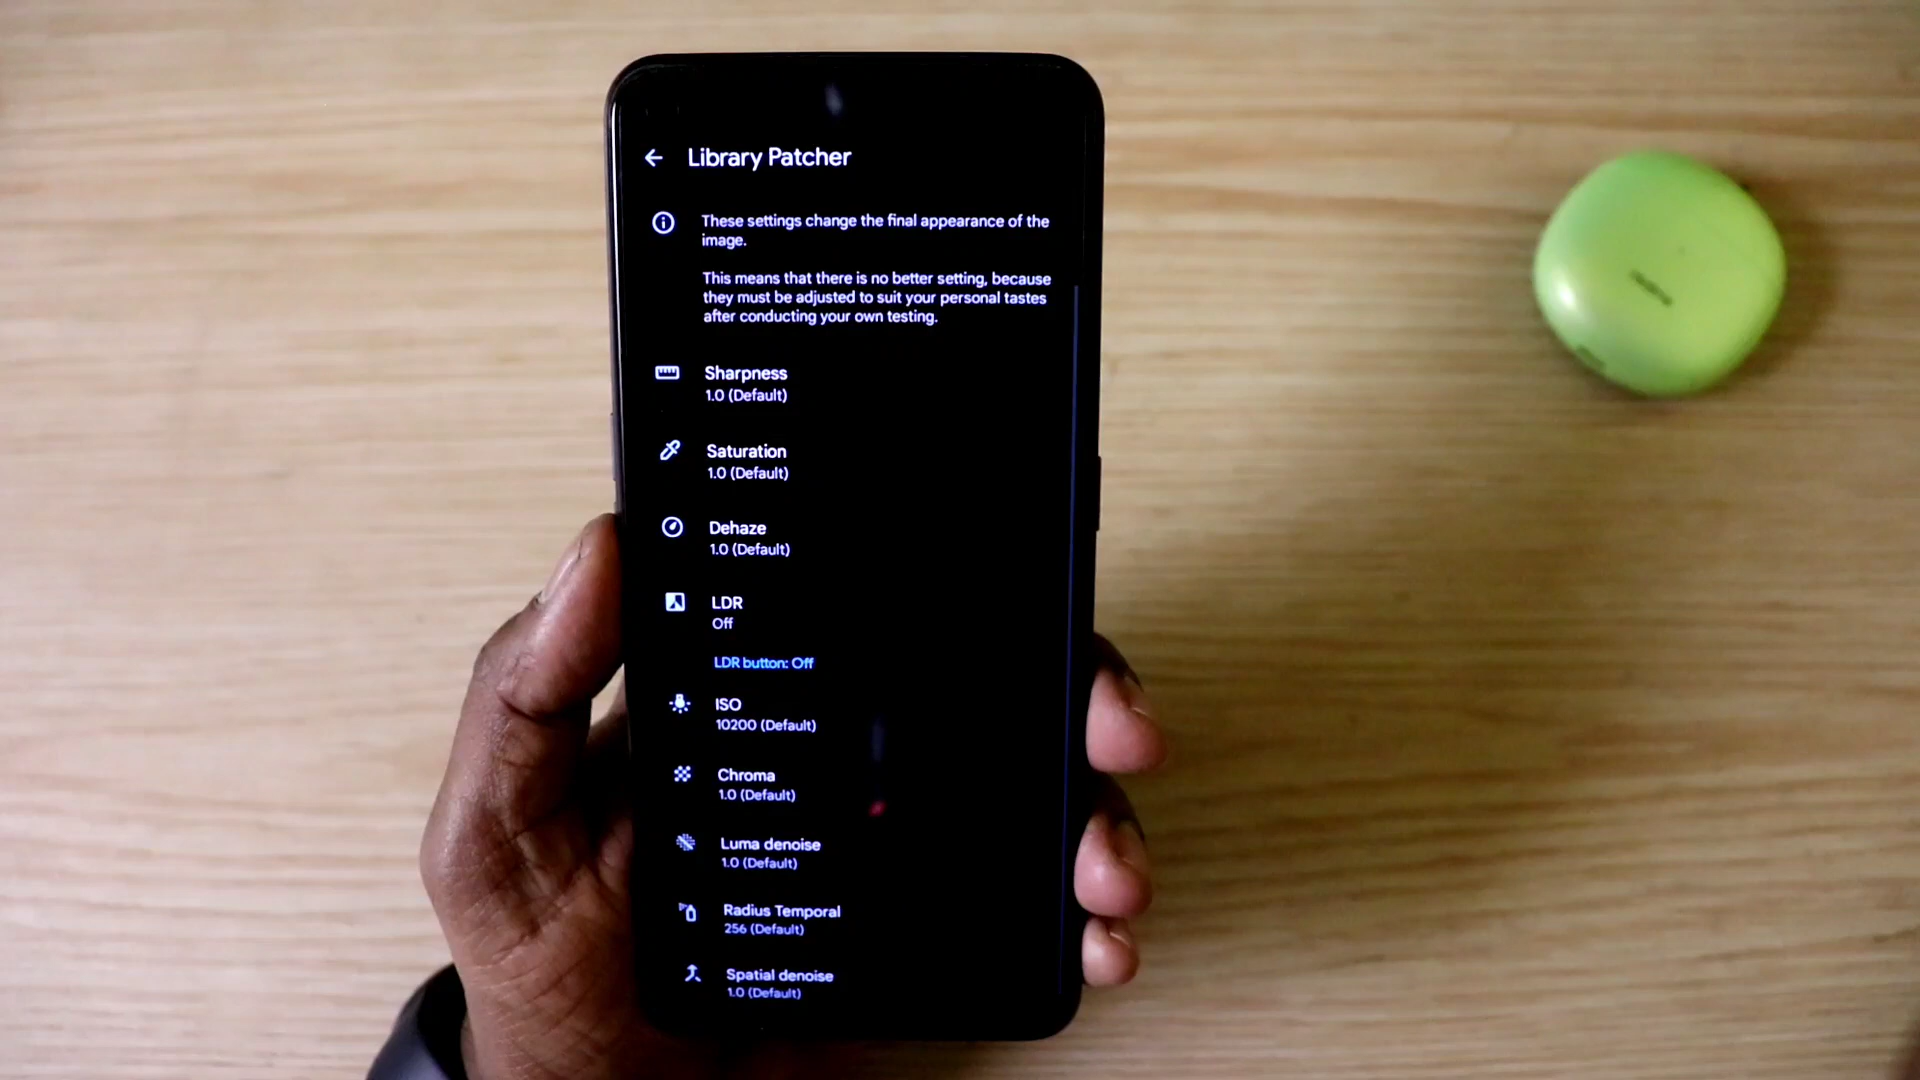 Library Patcher
These settings change the final appearance of the
image.
This means that there is no better setting, because
they must be adjusted to suit your personal tastes
after conducting your own testing.
Sharpness
1.0 (Default)
Saturation
1.0 (Default)
Dehaze
1.0 (Default)
LDR
Off
LDR button: Off
ISO
10200 (Default)
Chroma
1.0 (Default)
Luma denoise
1.0 (Default)
Radius Temporal
256 (Default)
Spatial denoise
1.0 (Default)